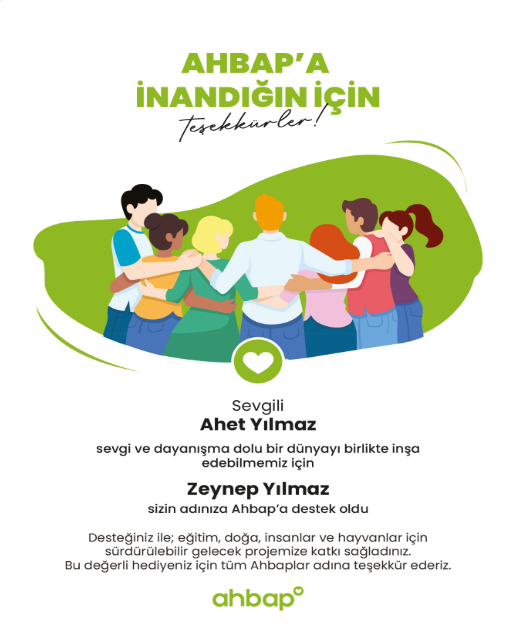 AHBAP'A
İNANDIĞIN İÇİN
Teşekkürler!
Sevgili
Ahet Yılmaz
sevgi ve dayanışma dolu bir dünyayı birlikte inşa
edebilmemiz için
Zeynep Yılmaz
sizin adınıza Ahbap'a destek oldu
Desteğiniz ile; eğitim, doğa, insanlar ve hayvanlar için
sürdürülebilir gelecek projemize katkı sağladınız.
Bu değerli hediyeniz için tüm Ahbaplar adına teşekkür ederiz.
ahbap